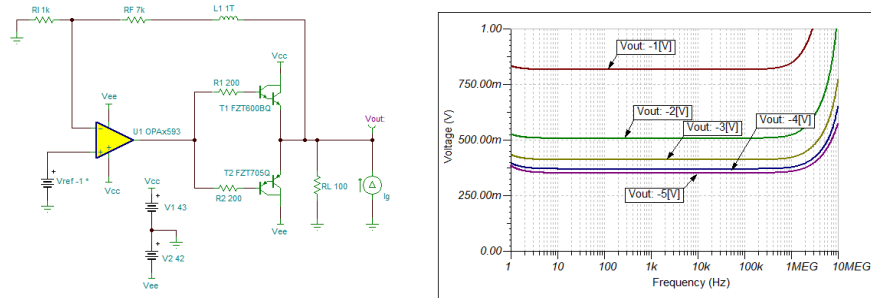 RI 1k
RF 7k
L1 1T
Vcc
R1 200
T1 FZT600BQ
Vee
U1 OPAx593
Vout
Vref -1 *
Vcc
Vcc
V1 43
T2 FZT705Q
R2 200
RL 100
Ig
Vee
V2 42
Vee
1.00
Vout: -1[V]
750.00m
Voltage (V)
Vout: -2[V]
Vout: -4[V]
500.00m
Vout: -3[V]
250.00m
Vout: -5[V]
0.00
1 10 100 1k 10k 100k 1MEG 10MEG
Frequency (Hz)